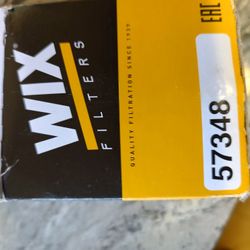 WIX®
FILTERS
QUALITY FILTRATION SINCE 1939
EAC
57348